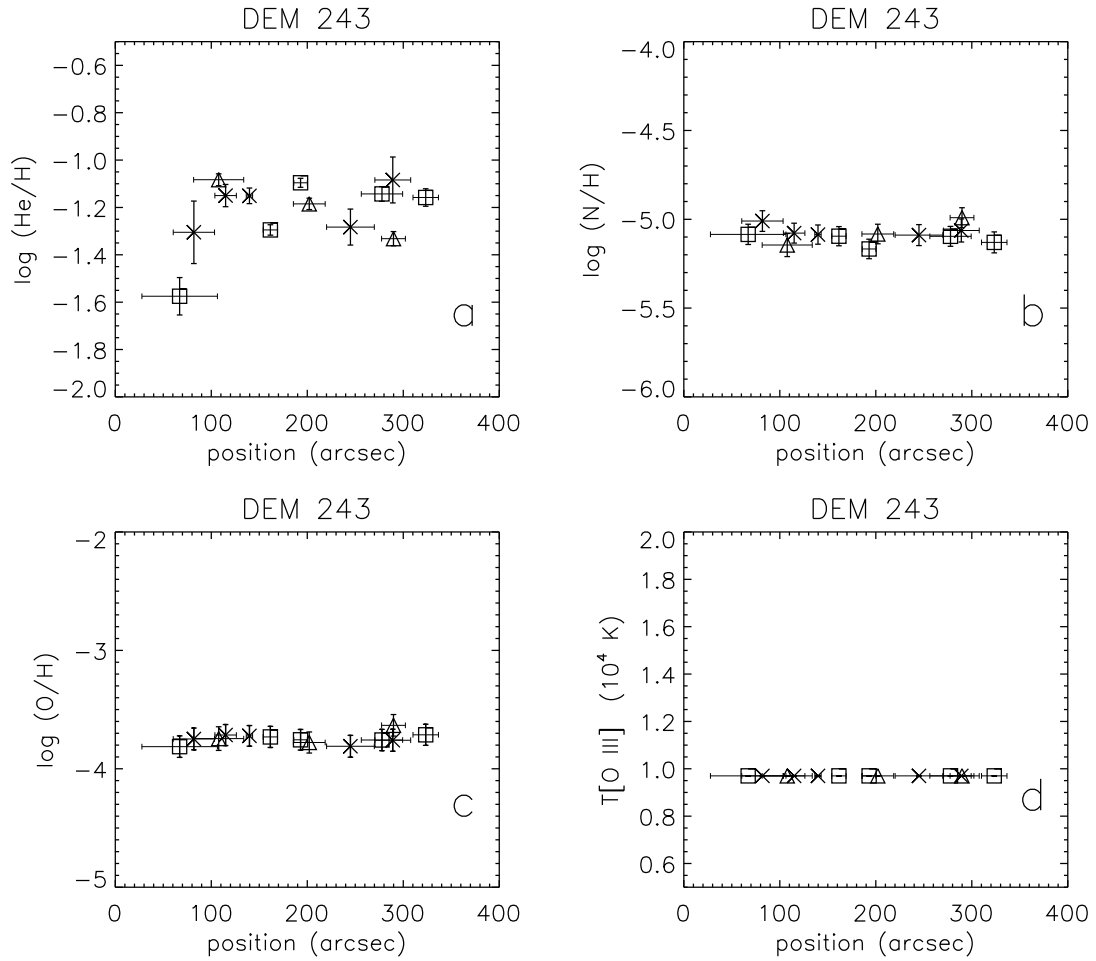 DEM 243
log (He/H)
−0.6
−0.8
−1.0
−1.2
−1.4
−1.6
−1.8
−2.0
a
0 100 200 300 400
position (arcsec)
DEM 243
log (N/H)
−4.0
−4.5
−5.0
−5.5
−6.0
b
0 100 200 300 400
position (arcsec)
DEM 243
log (O/H)
−2
−3
−4
−5
c
0 100 200 300 400
position (arcsec)
DEM 243
T[O III] (10⁴ K)
2.0
1.8
1.6
1.4
1.2
1.0
0.8
0.6
d
0 100 200 300 400
position (arcsec)